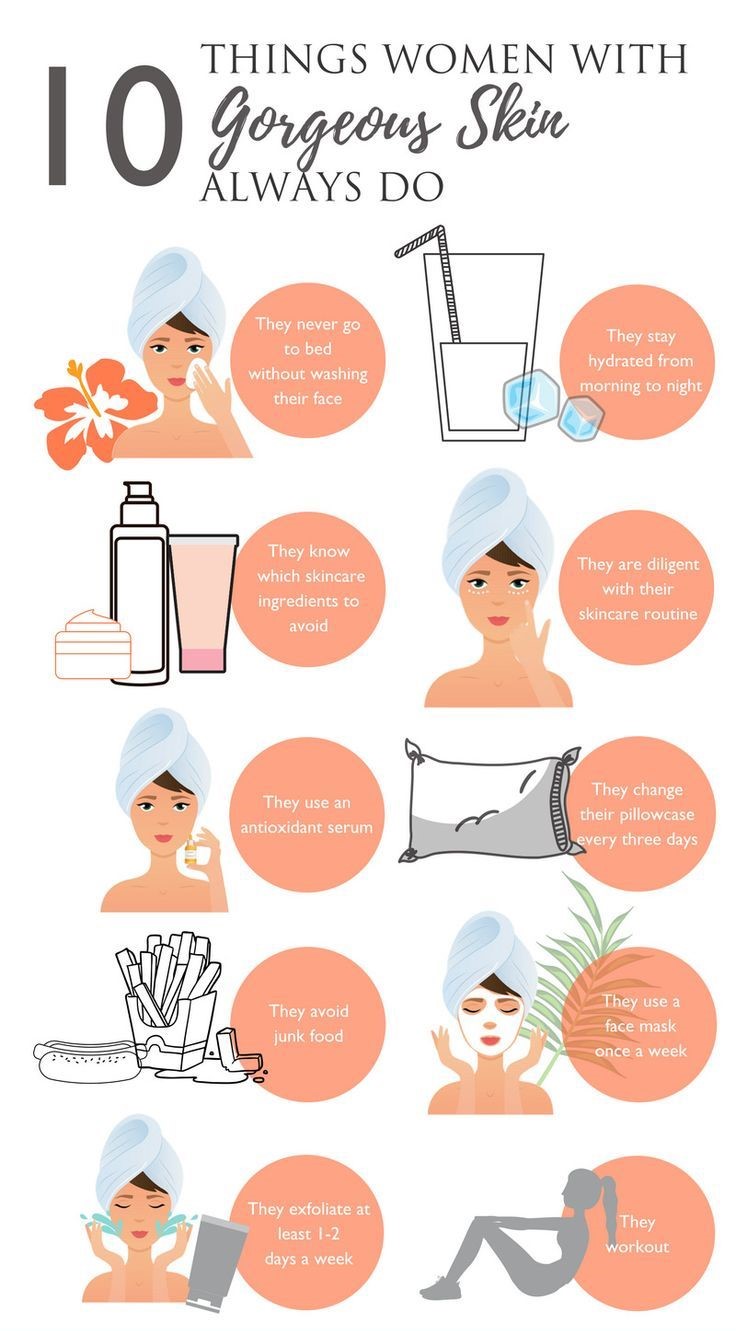 10
THINGS WOMEN WITH
Gorgeous Skin
ALWAYS DO
They never go
to bed
without washing
their face
They stay
hydrated from
morning to night
They know
which skincare
ingredients to
avoid
They are diligent
with their
skincare routine
They use an
antioxidant serum
They change
their pillowcase
every three days
They avoid
junk food
They use a
face mask
once a week
They exfoliate at
least 1-2
days a week
They
workout